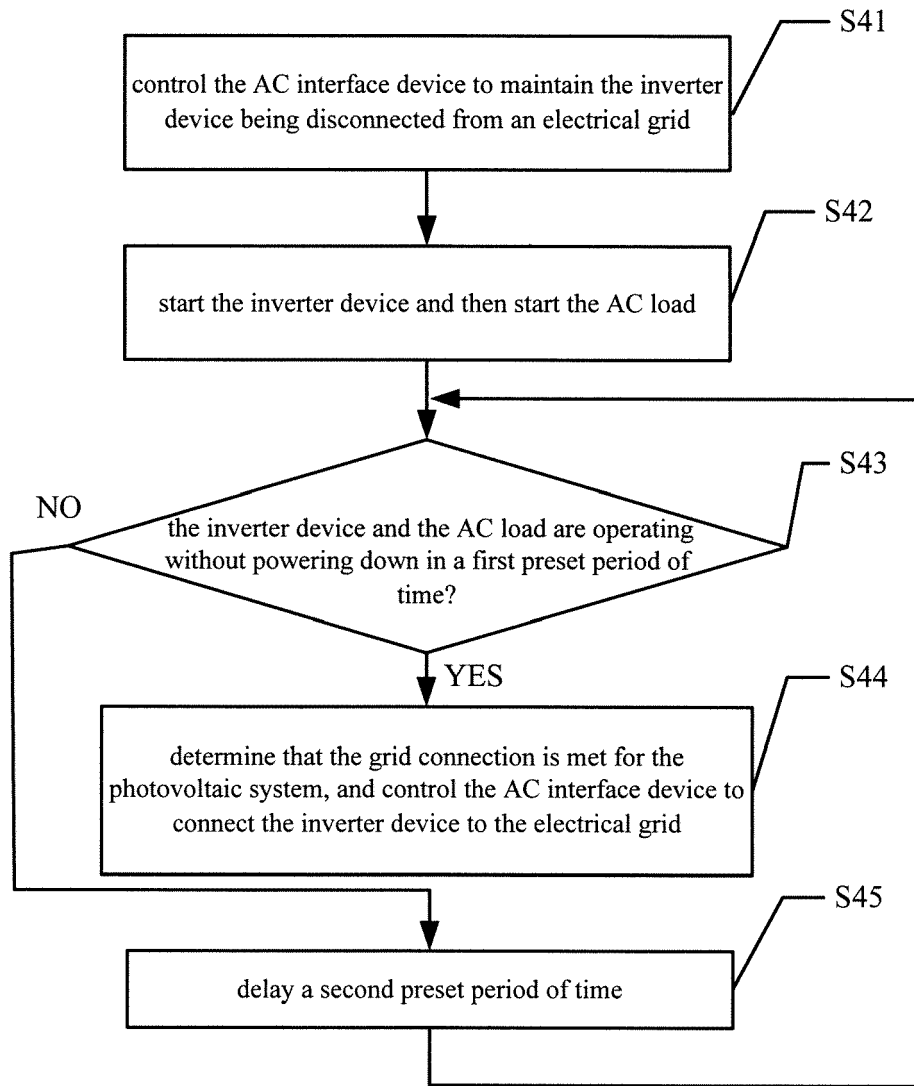 S41
control the AC interface device to maintain the inverter
device being disconnected from an electrical grid
S42
start the inverter device and then start the AC load
S43
NO
the inverter device and the AC load are operating
without powering down in a first preset period of
time?
YES
S44
determine that the grid connection is met for the
photovoltaic system, and control the AC interface device to
connect the inverter device to the electrical grid
S45
delay a second preset period of time